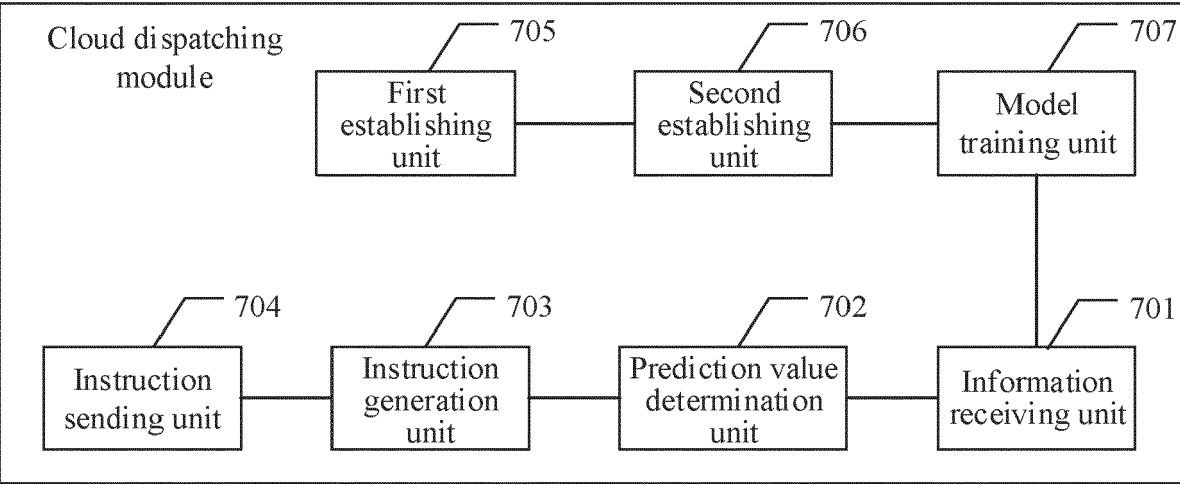 Cloud dispatching
module
705
First
establishing
unit
706
Second
establishing
unit
707
Model
training unit
704
Instruction
sending unit
703
Instruction
generation
unit
702
Prediction value
determination
unit
701
Information
receiving unit